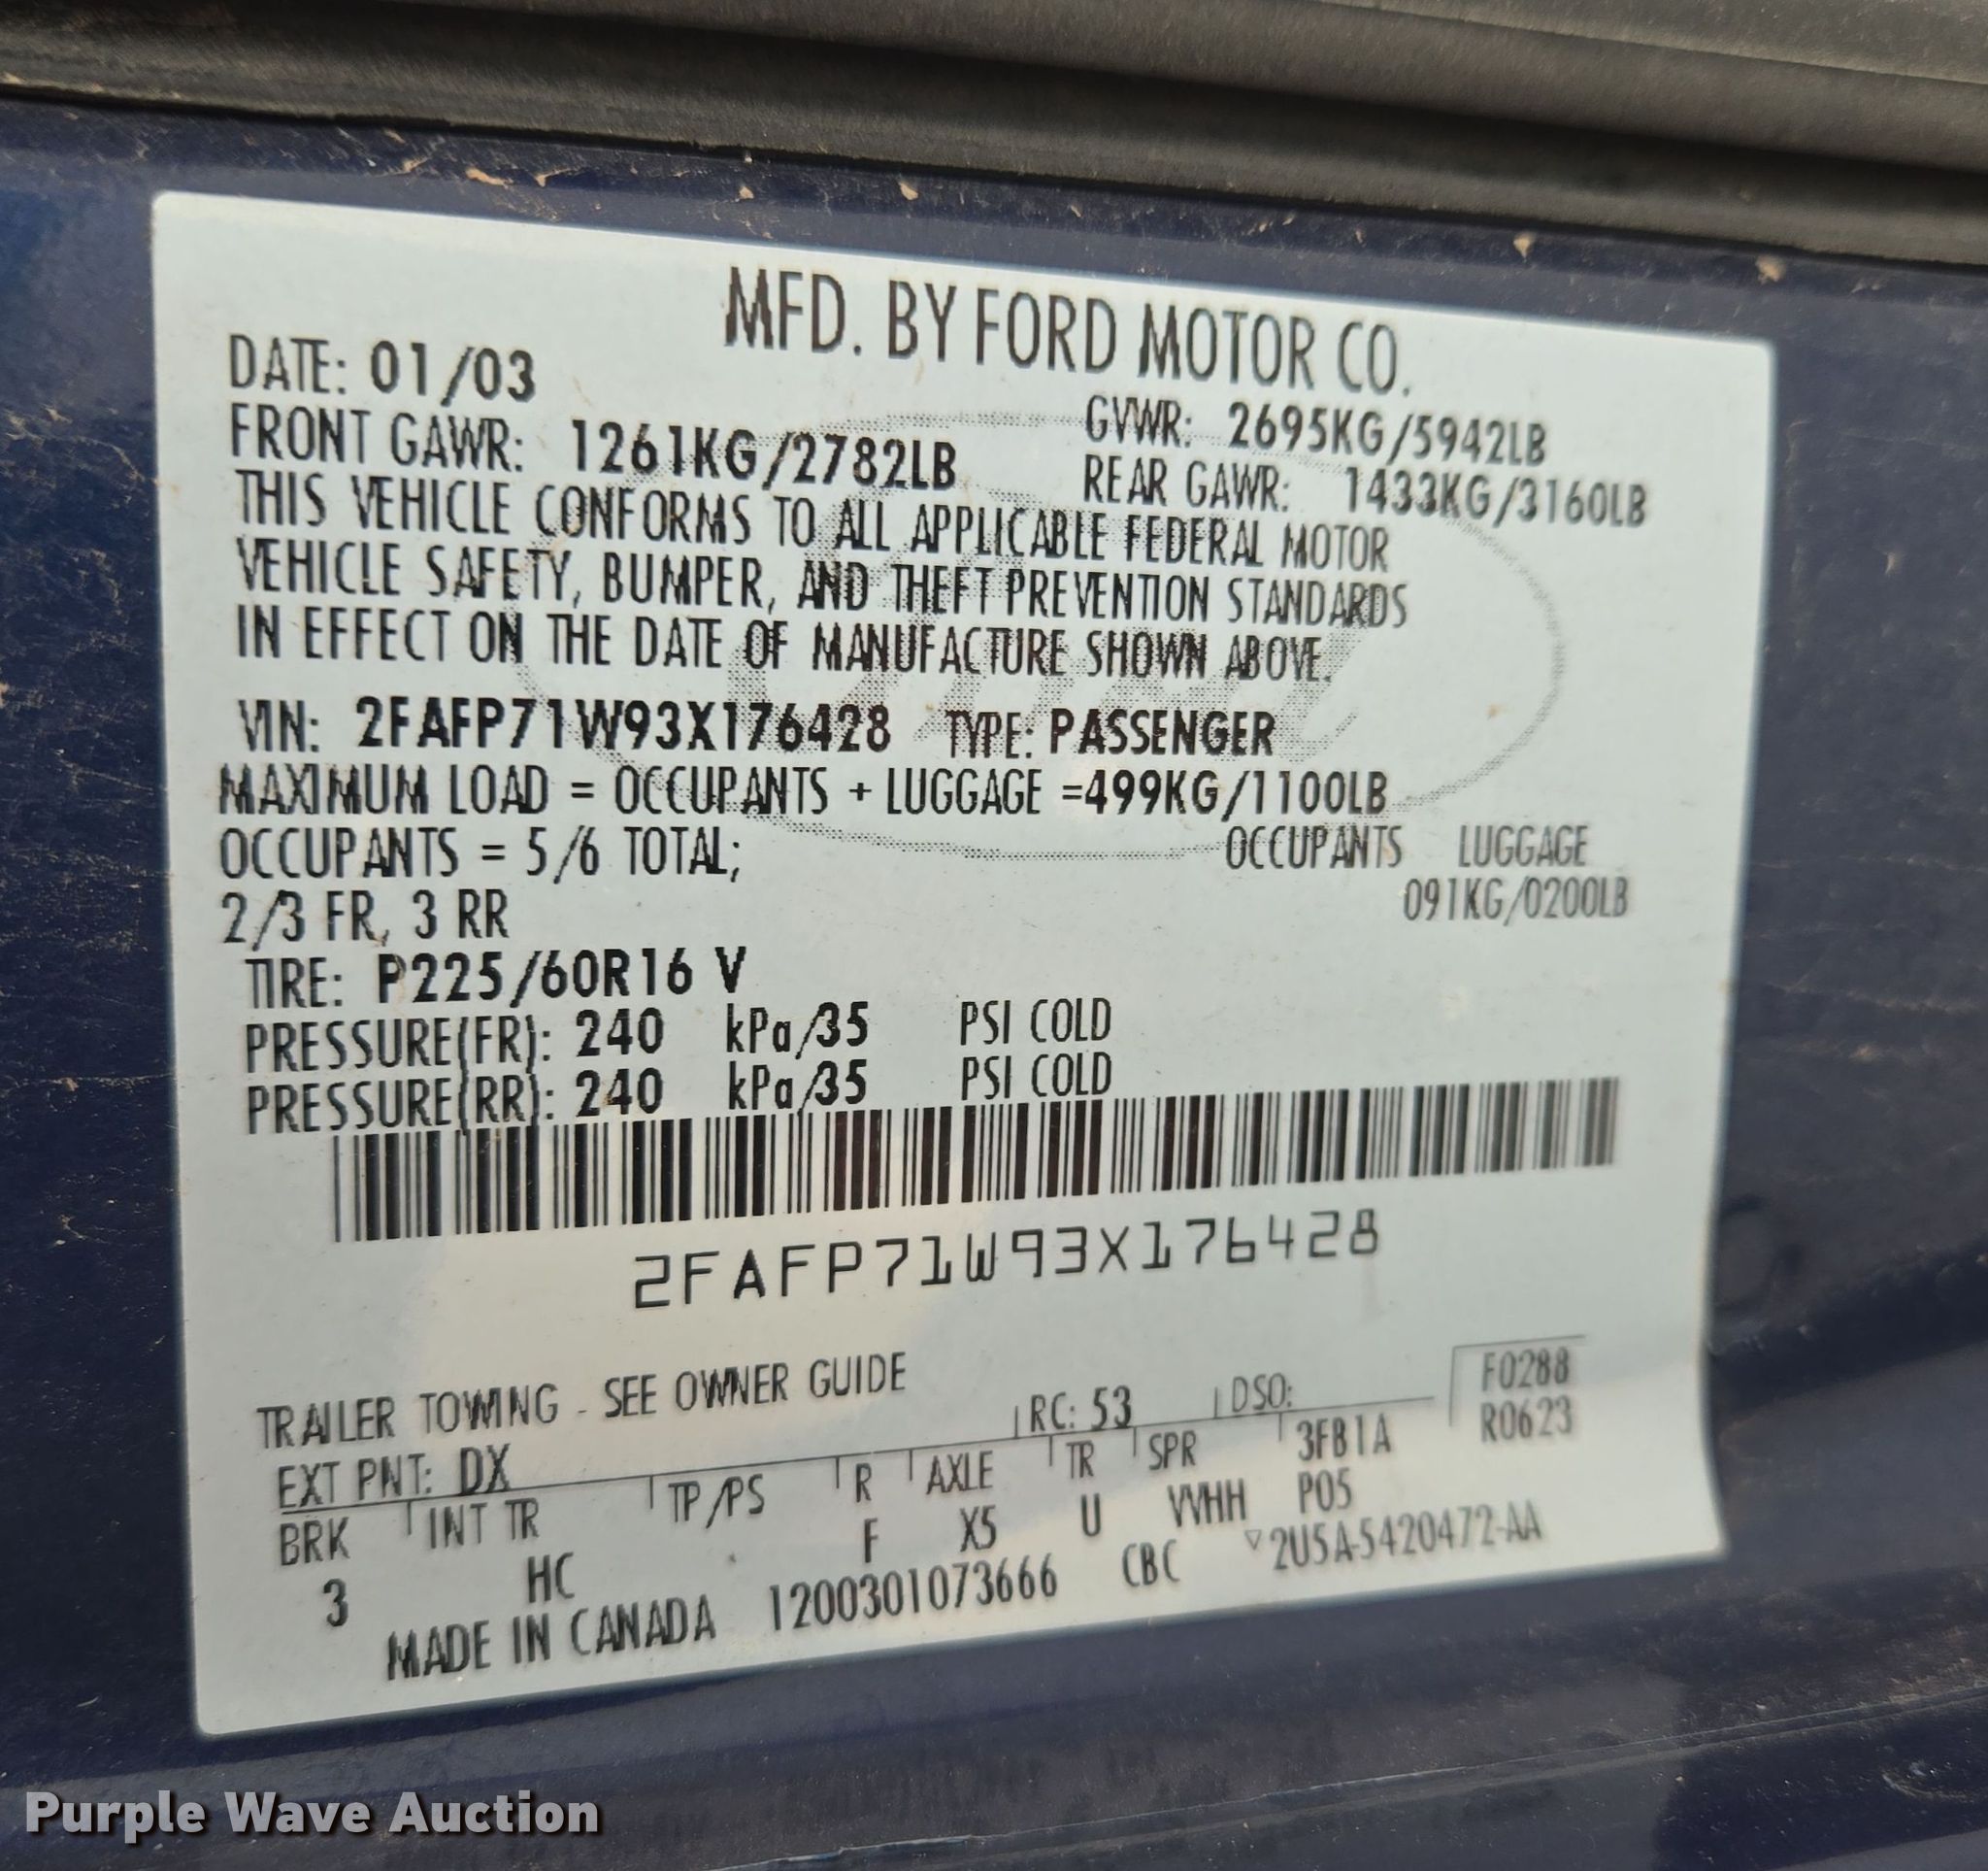 MFD. BY FORD MOTOR CO.
DATE: 01/03
GVWR: 2695KG/5942LB
FRONT GAWR: 1261KG/2782LB
REAR GAWR: 1433KG/3160LB
THIS VEHICLE CONFORMS TO ALL APPLICABLE FEDERAL MOTOR
VEHICLE SAFETY, BUMPER, AND THEFT PREVENTION STANDARDS
IN EFFECT ON THE DATE OF MANUFACTURE SHOWN ABOVE.
VIN: 2FAFP71W93X176428 TYPE: PASSENGER
MAXIMUM LOAD = OCCUPANTS + LUGGAGE =499KG/1100LB
OCCUPANTS = 5/6 TOTAL; OCCUPANTS LUGGAGE
2/3 FR, 3 RR 091KG/0200LB
TIRE: P225/60R16 V
PRESSURE(FR): 240 kPa/35 PSI COLD
PRESSURE(RR): 240 kPa/35 PSI COLD
2FAFP71W93X176428
TRAILER TOWING - SEE OWNER GUIDE
F0288
EXT PNT: DX RC: 53 DSO: R0623
BRK INT TR TP/PS R AXLE TR SPR 3FB1A
3 HC F X5 U VVHH P05
MADE IN CANADA 1200301073666 CBC ▽2U5A-5420472-AA
Purple Wave Auction